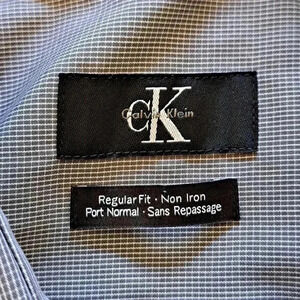 CK
Calvin Klein
Regular Fit · Non Iron
Port Normal · Sans Repassage